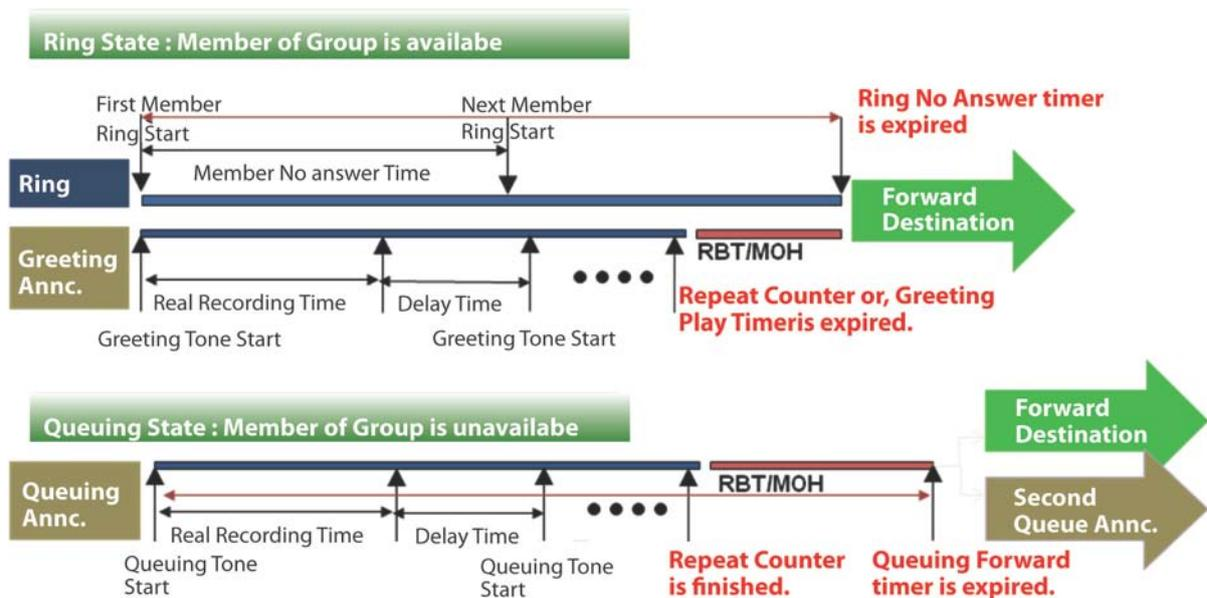 Ring State : Member of Group is availabe
First Member
Ring Start
Next Member
Ring Start
Ring No Answer timer
is expired
Member No answer Time
Ring
Forward
Destination
Greeting
Annc.
RBT/MOH
Real Recording Time
Delay Time
Repeat Counter or, Greeting
Play Timeris expired.
Greeting Tone Start
Greeting Tone Start
Queuing State : Member of Group is unavailabe
Forward
Destination
Queuing
Annc.
RBT/MOH
Second
Queue Annc.
Real Recording Time
Delay Time
Queuing Tone
Start
Queuing Tone
Start
Repeat Counter
is finished.
Queuing Forward
timer is expired.